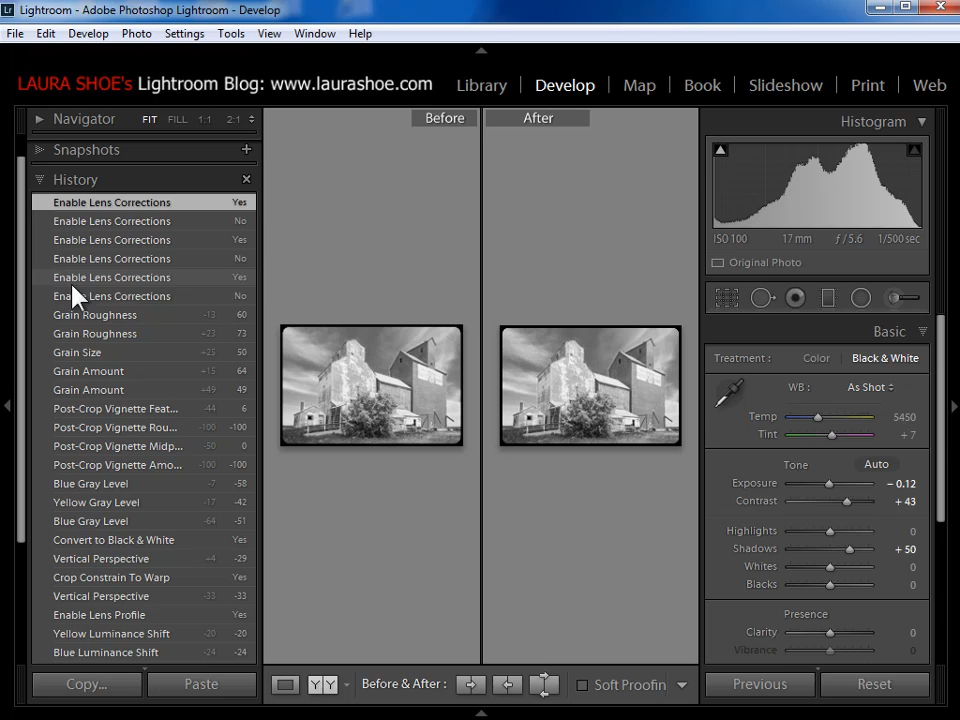 Lr Lightroom - Adobe Photoshop Lightroom - Develop
File Edit Develop Photo Settings Tools View Window Help
LAURA SHOE's Lightroom Blog: www.laurashoe.com
Library | Develop | Map | Book | Slideshow | Print | Web
Navigator FIT FILL 1:1 2:1
Snapshots +
History
Enable Lens Corrections Yes
Enable Lens Corrections No
Enable Lens Corrections Yes
Enable Lens Corrections No
Enable Lens Corrections Yes
Enable Lens Corrections No
Grain Roughness -13 60
Grain Roughness +23 73
Grain Size +25 50
Grain Amount +15 64
Grain Amount +49 49
Post-Crop Vignette Feat... -44 6
Post-Crop Vignette Rou... -100 -100
Post-Crop Vignette Midp... -50 0
Post-Crop Vignette Amo... -100 -100
Blue Gray Level -7 -58
Yellow Gray Level -17 -42
Blue Gray Level -64 -51
Convert to Black & White Yes
Vertical Perspective +4 -29
Crop Constrain To Warp Yes
Vertical Perspective -33 -33
Enable Lens Profile Yes
Yellow Luminance Shift -20 -20
Blue Luminance Shift -24 -24
Copy... Paste
Before After
YY Before & After : Soft Proofin
Histogram
ISO 100 17 mm ƒ / 5.6 1/500 sec
Original Photo
Basic
Treatment : Color Black & White
WB : As Shot
Temp 5450
Tint + 7
Tone Auto
Exposure – 0.12
Contrast + 43
Highlights 0
Shadows + 50
Whites 0
Blacks 0
Presence
Clarity 0
Vibrance 0
Previous Reset